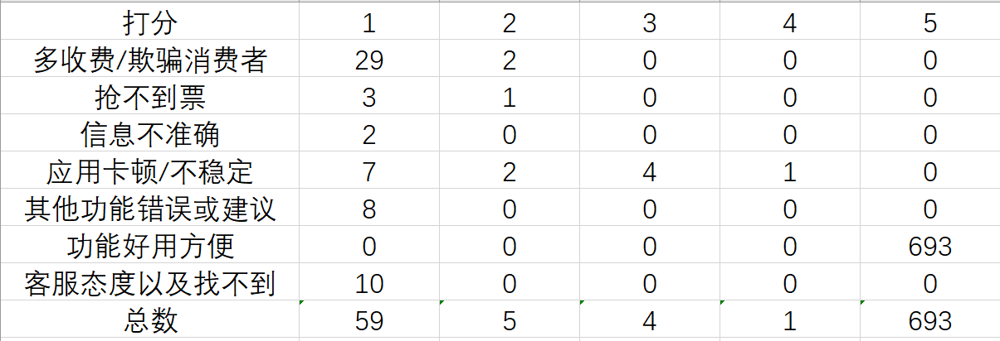 打分 1 2 3 4 5
多收费/欺骗消费者 29 2 0 0 0
抢不到票 3 1 0 0 0
信息不准确 2 0 0 0 0
应用卡顿/不稳定 7 2 4 1 0
其他功能错误或建议 8 0 0 0 0
功能好用方便 0 0 0 0 693
客服态度以及找不到 10 0 0 0 0
总数 59 5 4 1 693